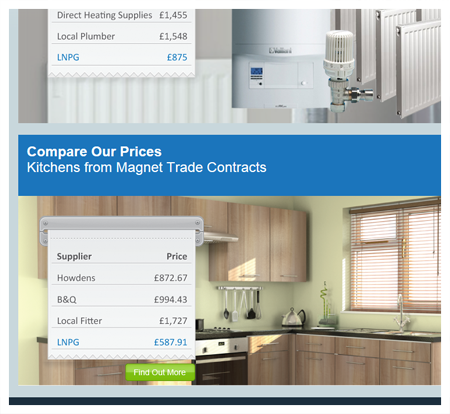 Direct Heating Supplies £1,455
Local Plumber £1,548
LNPG £875
Vaillant
Compare Our Prices
Kitchens from Magnet Trade Contracts
Supplier Price
Howdens £872.67
B&Q £994.43
Local Fitter £1,727
LNPG £587.91
Find Out More